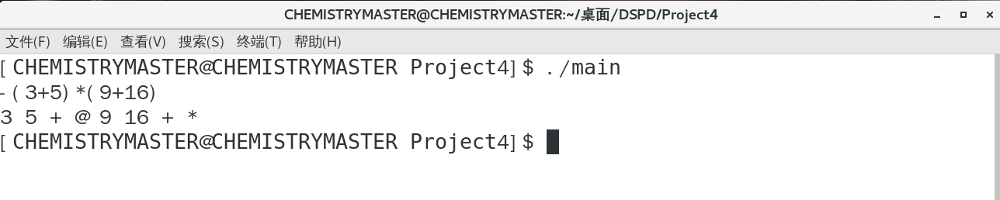 CHEMISTRYMASTER@CHEMISTRYMASTER:~/桌面/DSPD/Project4
文件(F) 编辑(E) 查看(V) 搜索(S) 终端(T) 帮助(H)
[CHEMISTRYMASTER@CHEMISTRYMASTER Project4]$ ./main
-(3+5)*(9+16)
3 5 + @ 9 16 + *
[CHEMISTRYMASTER@CHEMISTRYMASTER Project4]$